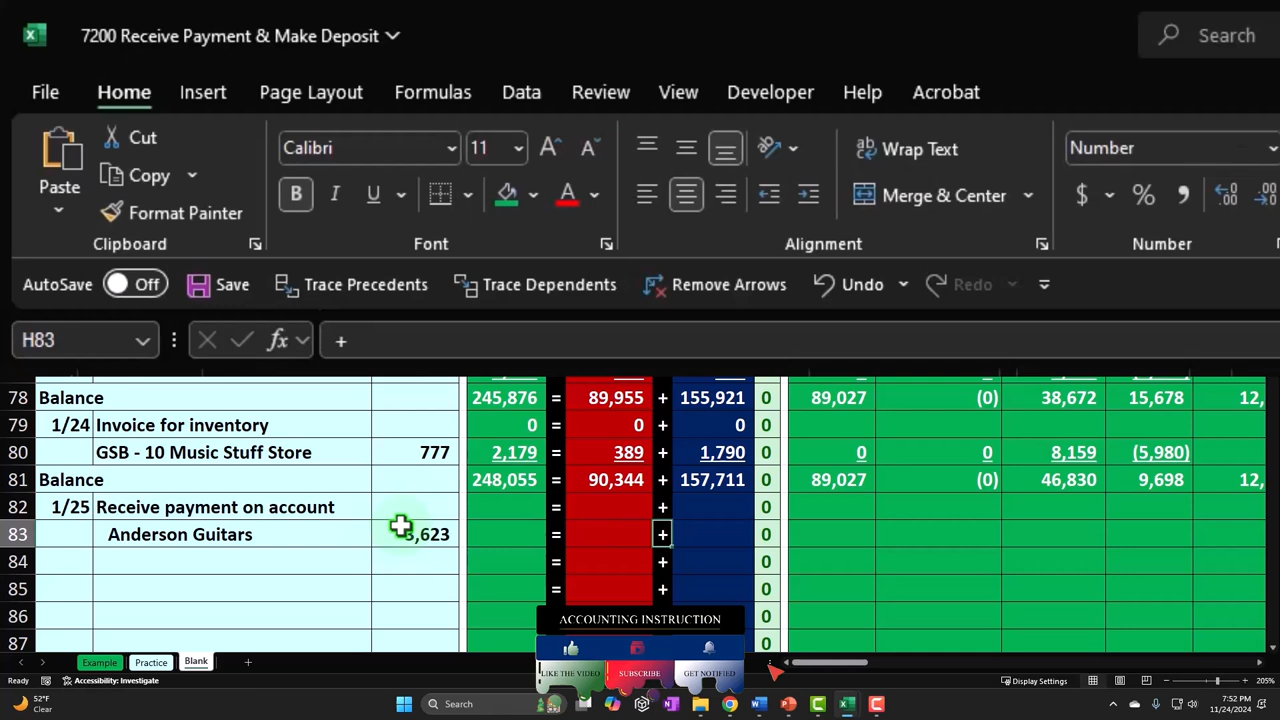 7200 Receive Payment & Make Deposit
Search
File Home Insert Page Layout Formulas Data Review View Developer Help Acrobat
Paste
Cut
Copy
Format Painter
Clipboard
Calibri 11
B I U
Font
Wrap Text
Merge & Center
Alignment
Number
$ %
Number
AutoSave Off Save Trace Precedents Trace Dependents Remove Arrows Undo Redo
H83 fx +
78 Balance 245,876 = 89,955 + 155,921 0 89,027 (0) 38,672 15,678 12,
79 1/24 Invoice for inventory 0 = 0 + 0 0
80 GSB - 10 Music Stuff Store 777 2,179 = 389 + 1,790 0 0 0 8,159 (5,980)
81 Balance 248,055 = 90,344 + 157,711 0 89,027 (0) 46,830 9,698 12,
82 1/25 Receive payment on account = + 0
83 Anderson Guitars ,623 = + 0
84 = + 0
85 = + 0
86 0
87 0
ACCOUNTING INSTRUCTION
LIKE THE VIDEO SUBSCRIBE GET NOTIFIED
Example Practice Blank +
Ready Accessibility: Investigate Display Settings 205%
52°F
Clear
Search
7:52 PM
11/24/2024